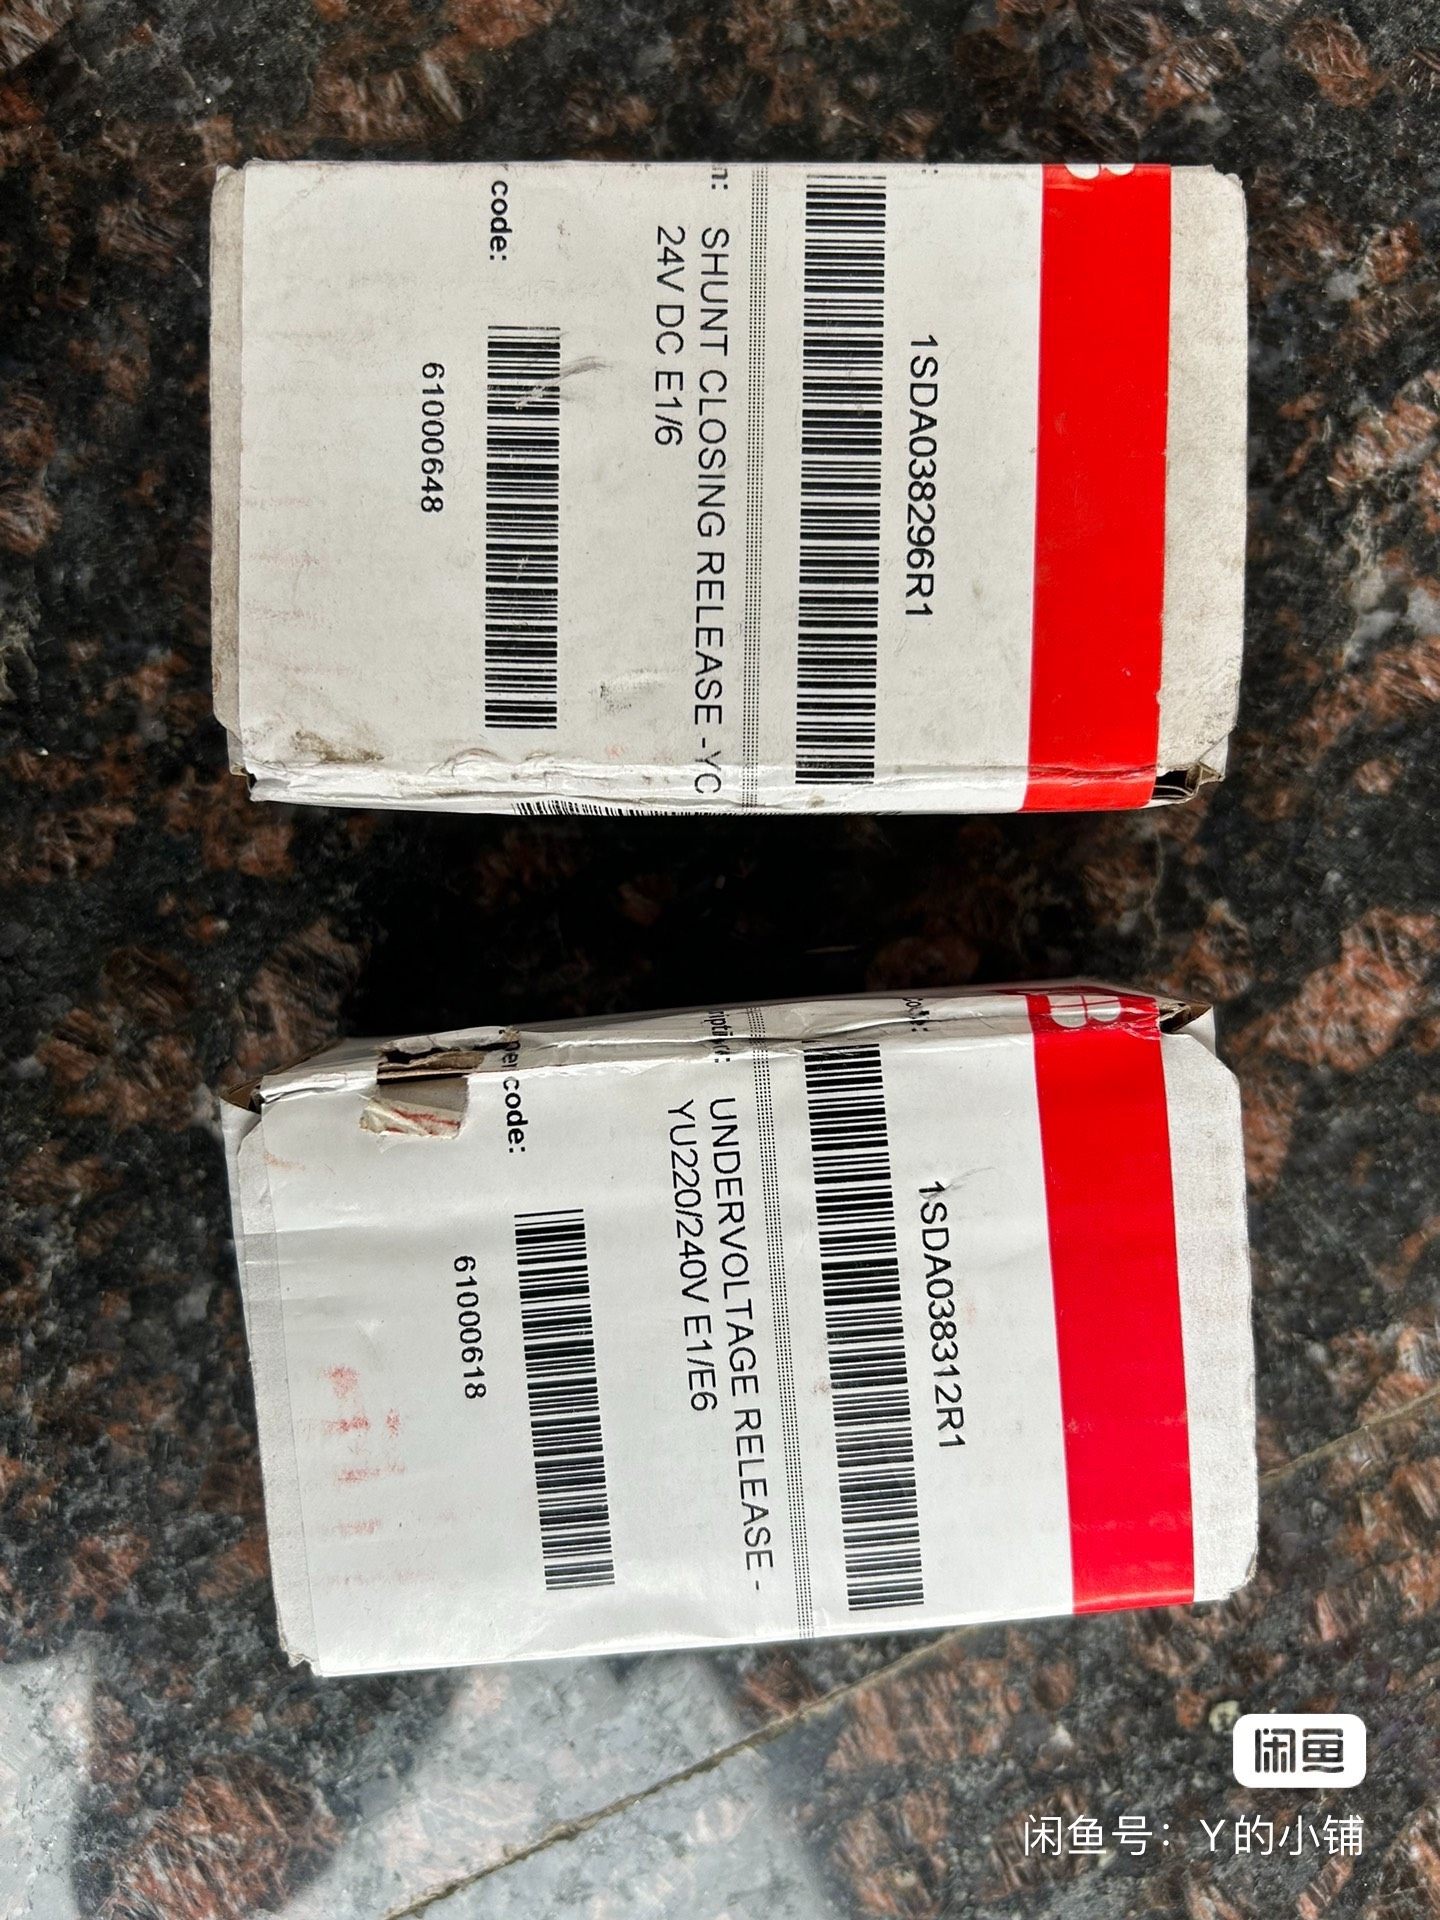 1SDA038296R1
SHUNT CLOSING RELEASE -YC
24V DC E1/6
code:
61000648
code:
1SDA038312R1
UNDERVOLTAGE RELEASE -
YU220/240V E1/E6
code:
61000618
闲鱼
闲鱼号：Y的小铺